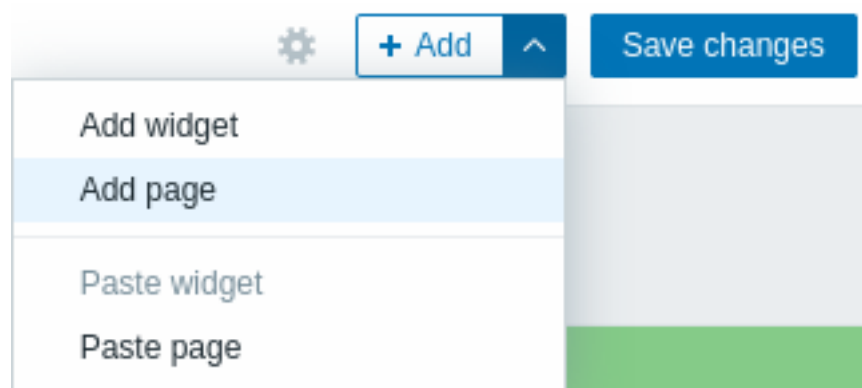 + Add
Save changes
Add widget
Add page
Paste widget
Paste page